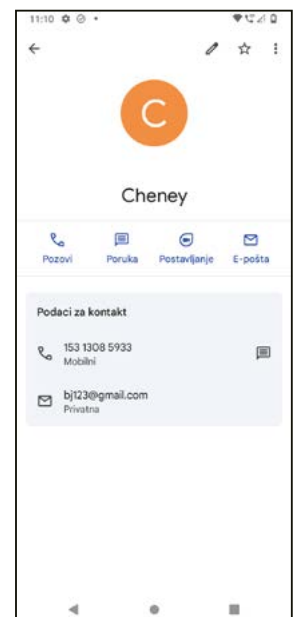 11:10
C
Cheney
Pozovi Poruka Postavljanje E-pošta
Podaci za kontakt
153 1308 5933
Mobilni
bj123@gmail.com
Privatna